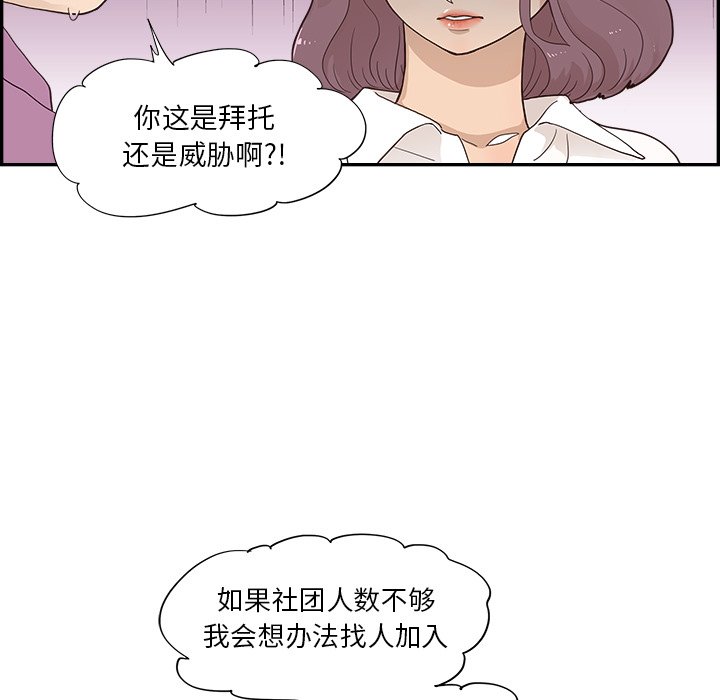 你这是拜托
还是威胁啊?!
如果社团人数不够
我会想办法找人加入